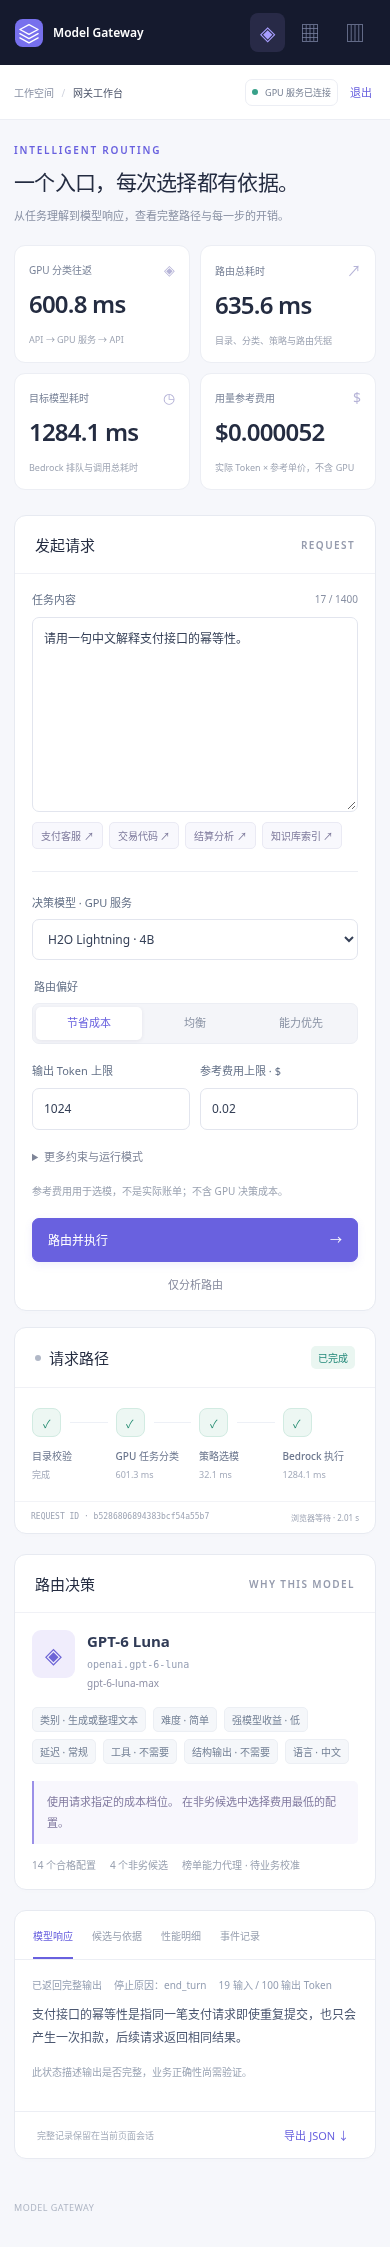 Model Gateway
工作空间 / 网关工作台
GPU 服务已连接
退出
INTELLIGENT ROUTING
一个入口，每次选择都有依据。
从任务理解到模型响应，查看完整路径与每一步的开销。
GPU 分类往返
600.8 ms
API → GPU 服务 → API
路由总耗时
635.6 ms
目录、分类、策略与路由凭据
目标模型耗时
1284.1 ms
Bedrock 排队与调用总耗时
用量参考费用 $
$0.000052
实际 Token × 参考单价，不含 GPU
发起请求 REQUEST
任务内容 17 / 1400
请用一句中文解释支付接口的幂等性。
支付客服 ↗ 交易代码 ↗ 结算分析 ↗ 知识库索引 ↗
决策模型 · GPU 服务
H2O Lightning · 4B
路由偏好
节省成本 均衡 能力优先
输出 Token 上限 参考费用上限 · $
1024 0.02
▶ 更多约束与运行模式
参考费用用于选模，不是实际账单；不含 GPU 决策成本。
路由并执行 →
仅分析路由
请求路径 已完成
目录校验 GPU 任务分类 策略选模 Bedrock 执行
完成 601.3 ms 32.1 ms 1284.1 ms
REQUEST ID · b5286806894383bcf54a55b7 浏览器等待 · 2.01 s
路由决策 WHY THIS MODEL
GPT-6 Luna
openai.gpt-6-luna
gpt-6-luna-max
类别 · 生成或整理文本 难度 · 简单 强模型收益 · 低
延迟 · 常规 工具 · 不需要 结构输出 · 不需要 语言 · 中文
使用请求指定的成本档位。 在非劣候选中选择费用最低的配
置。
14 个合格配置 4 个非劣候选 榜单能力代理 · 待业务校准
模型响应 候选与依据 性能明细 事件记录
已返回完整输出 停止原因：end_turn 19 输入 / 100 输出 Token
支付接口的幂等性是指同一笔支付请求即使重复提交，也只会
产生一次扣款，后续请求返回相同结果。
此状态描述输出是否完整，业务正确性尚需验证。
完整记录保留在当前页面会话 导出 JSON ↓
MODEL GATEWAY